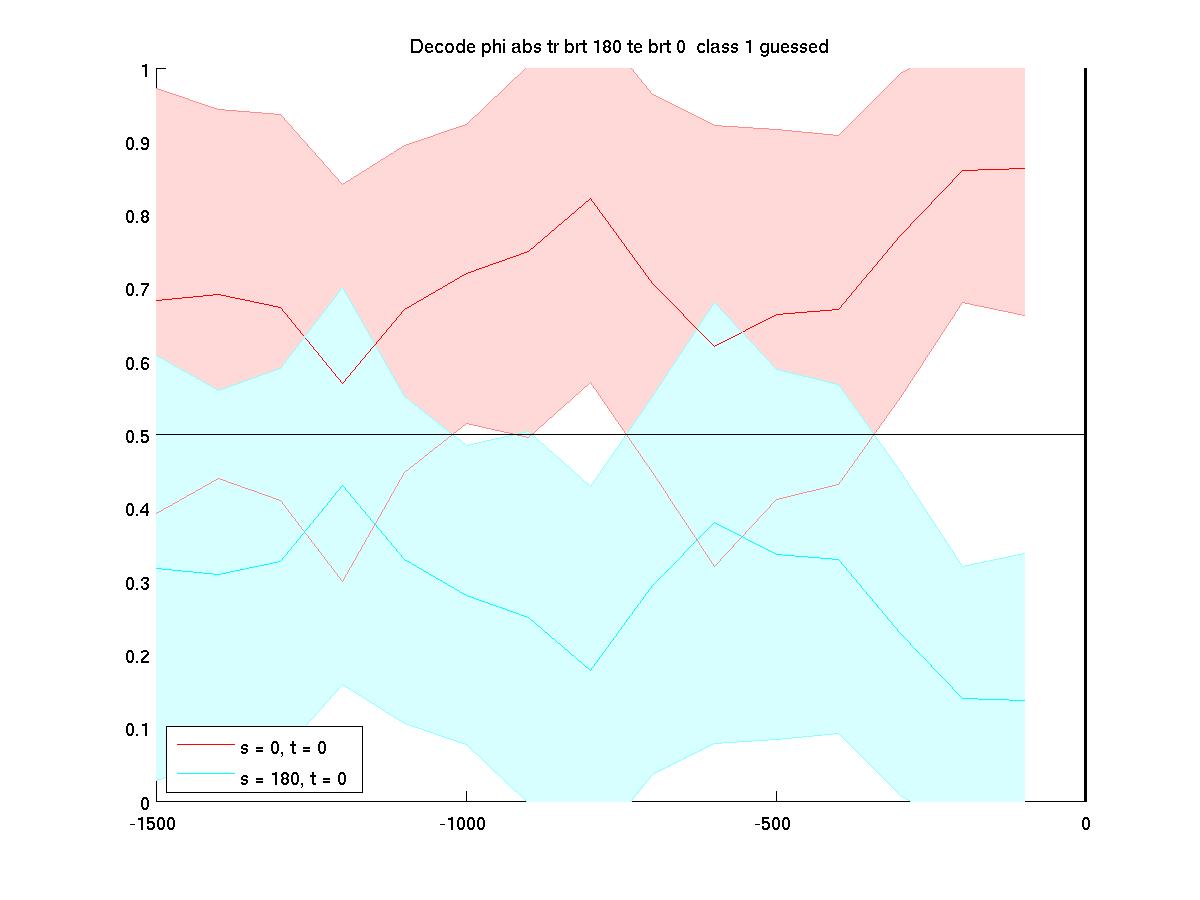 Decode phi abs tr brt 180 te brt 0  class 1 guessed
1
0.9
0.8
0.7
0.6
0.5
0.4
0.3
0.2
0.1
0
s = 0, t = 0
s = 180, t = 0
-1500 -1000 -500 0